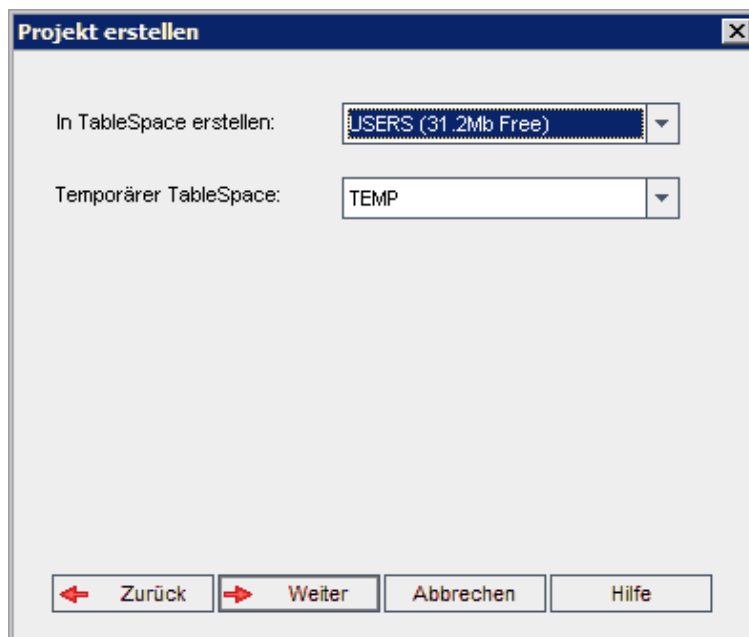 Projekt erstellen
In TableSpace erstellen: USERS (31.2Mb Free)
Temporärer TableSpace: TEMP
Zurück Weiter Abbrechen Hilfe